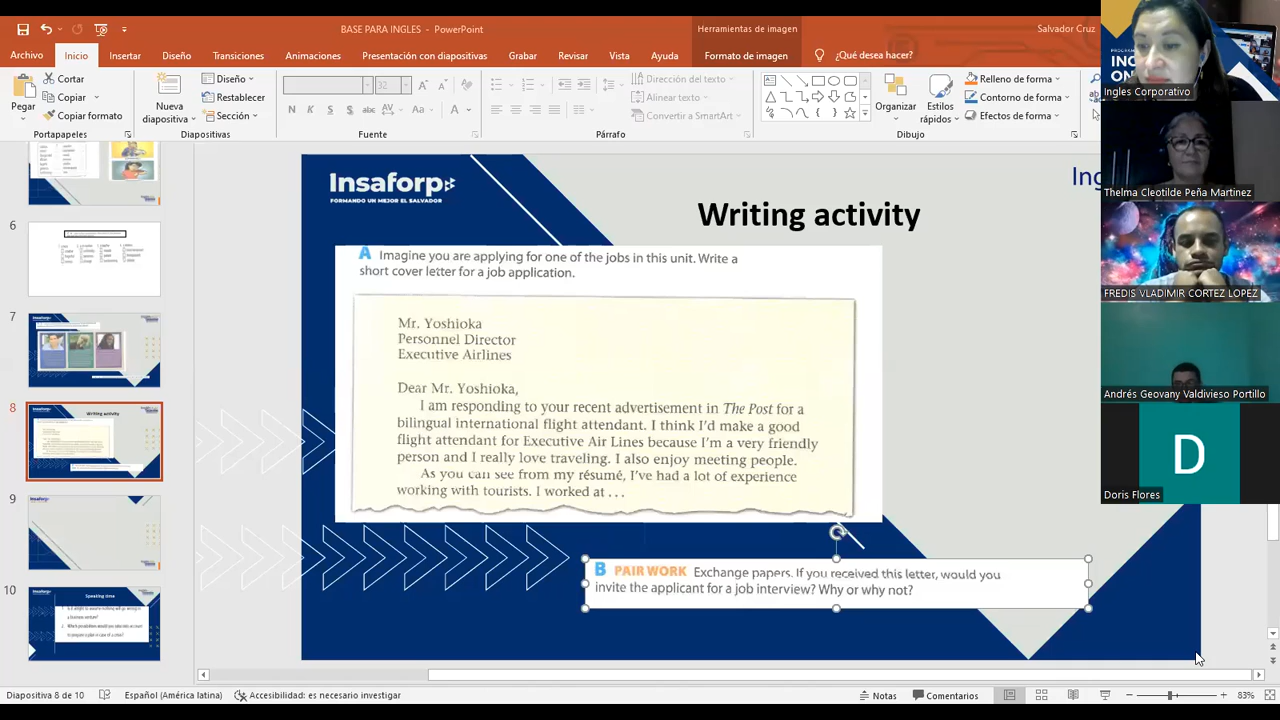 BASE PARA INGLES - PowerPoint
Herramientas de imagen
Salvador Cruz
Archivo
Inicio
Insertar
Diseño
Transiciones
Animaciones
Presentación con diapositivas
Grabar
Revisar
Vista
Ayuda
Formato de imagen
¿Qué desea hacer?
Pegar
Cortar
Copiar
Copiar formato
Portapapeles
Nueva
diapositiva
Diseño
Restablecer
Sección
Diapositivas
32
Fuente
Dirección del texto
Alinear texto
Convertir a SmartArt
Párrafo
Organizar
Estilos
rápidos
Relleno de forma
Contorno de forma
Efectos de forma
Dibujo
Ingles Corporativo
Thelma Cleotilde Peña Martinez
FREDIS VLADIMIR CORTEZ LOPEZ
Andrés Geovany Valdivieso Portillo
D
Doris Flores
6
7
8
Writing activity
9
10
Speaking time
Insaforp
FORMANDO UN MEJOR EL SALVADOR
Ing
Writing activity
A Imagine you are applying for one of the jobs in this unit. Write a
short cover letter for a job application.
Mr. Yoshioka
Personnel Director
Executive Airlines
Dear Mr. Yoshioka,
I am responding to your recent advertisement in The Post for a
bilingual international flight attendant. I think I'd make a good
flight attendant for Executive Air Lines because I'm a very friendly
person and I really love traveling. I also enjoy meeting people.
As you can see from my résumé, I've had a lot of experience
working with tourists. I worked at ...
B PAIR WORK Exchange papers. If you received this letter, would you
invite the applicant for a job interview? Why or why not?
Diapositiva 8 de 10
Español (América latina)
Accesibilidad: es necesario investigar
Notas
Comentarios
83%